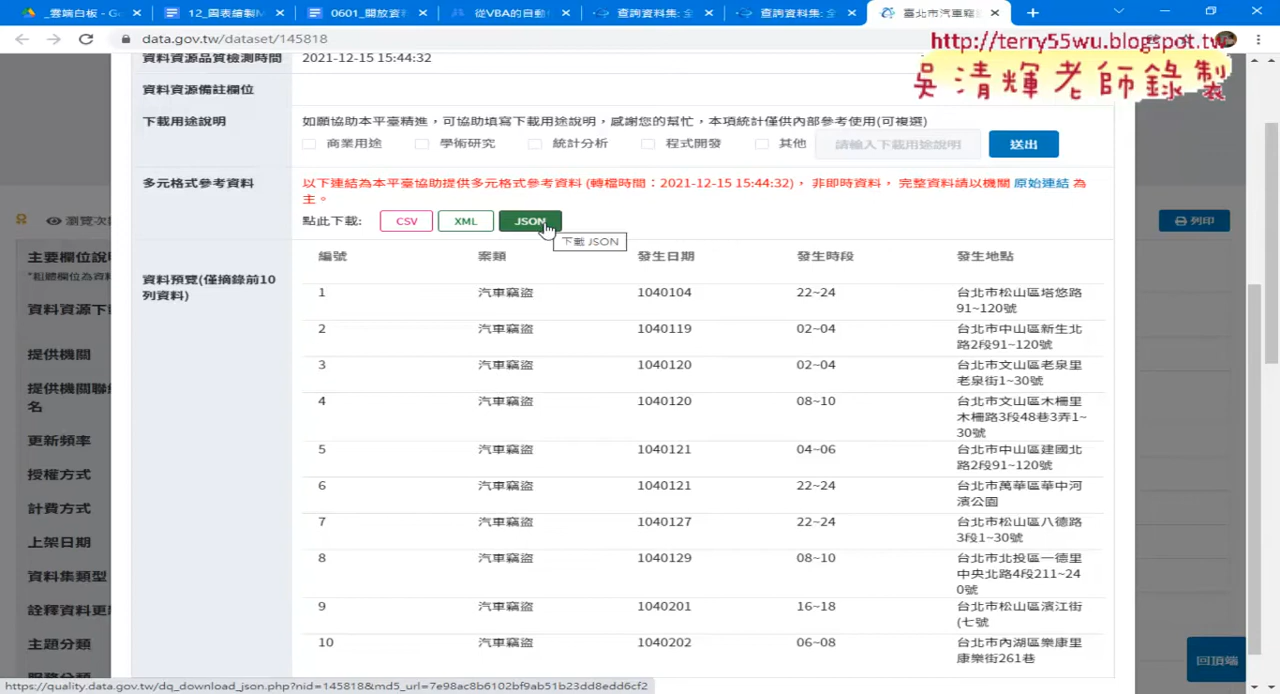 _雲端白板 - Go
12_圖表繪製M
0601_開放資料
從VBA的自動
查詢資料集: 全
查詢資料集: 全
臺北市汽車竊
data.gov.tw/dataset/145818
http://terry55wu.blogspot.tw
吳清輝老師錄製
資料資源品質檢測時間 2021-12-15 15:44:32
資料資源備註欄位
下載用途說明 如願協助本平臺精進，可協助填寫下載用途說明，感謝您的幫忙，本項統計僅供內部參考使用(可複選)
商業用途 學術研究 統計分析 程式開發 其他 請輸入下載用途說明 送出
多元格式參考資料 以下連結為本平臺協助提供多元格式參考資料 (轉檔時間：2021-12-15 15:44:32)， 非即時資料， 完整資料請以機關 原始連結 為
主。
點此下載: CSV XML JSON
下載 JSON
瀏覽次
列印
主要欄位說
*粗體欄位為資料
資料資源下
提供機關
提供機關聯
名
更新頻率
授權方式
計費方式
上架日期
資料集類型
詮釋資料更
主題分類
資料預覽(僅摘錄前10
列資料)
編號 案類 發生日期 發生時段 發生地點
1 汽車竊盜 1040104 22~24 台北市松山區塔悠路
91~120號
2 汽車竊盜 1040119 02~04 台北市中山區新生北
路2段91~120號
3 汽車竊盜 1040120 02~04 台北市文山區老泉里
老泉街1~30號
4 汽車竊盜 1040120 08~10 台北市文山區木柵里
木柵路3段48巷3弄1~
30號
5 汽車竊盜 1040121 04~06 台北市中山區建國北
路2段91~120號
6 汽車竊盜 1040121 22~24 台北市萬華區華中河
濱公園
7 汽車竊盜 1040127 22~24 台北市松山區八德路
3段1~30號
8 汽車竊盜 1040129 08~10 台北市北投區一德里
中央北路4段211~24
0號
9 汽車竊盜 1040201 16~18 台北市松山區濱江街
(七號
10 汽車竊盜 1040202 06~08 台北市內湖區樂康里
康樂街261巷
回頂端
https://quality.data.gov.tw/dq_download_json.php?nid=145818&md5_url=7e98ac8b6102bf9ab51b23dd8edd6cf2